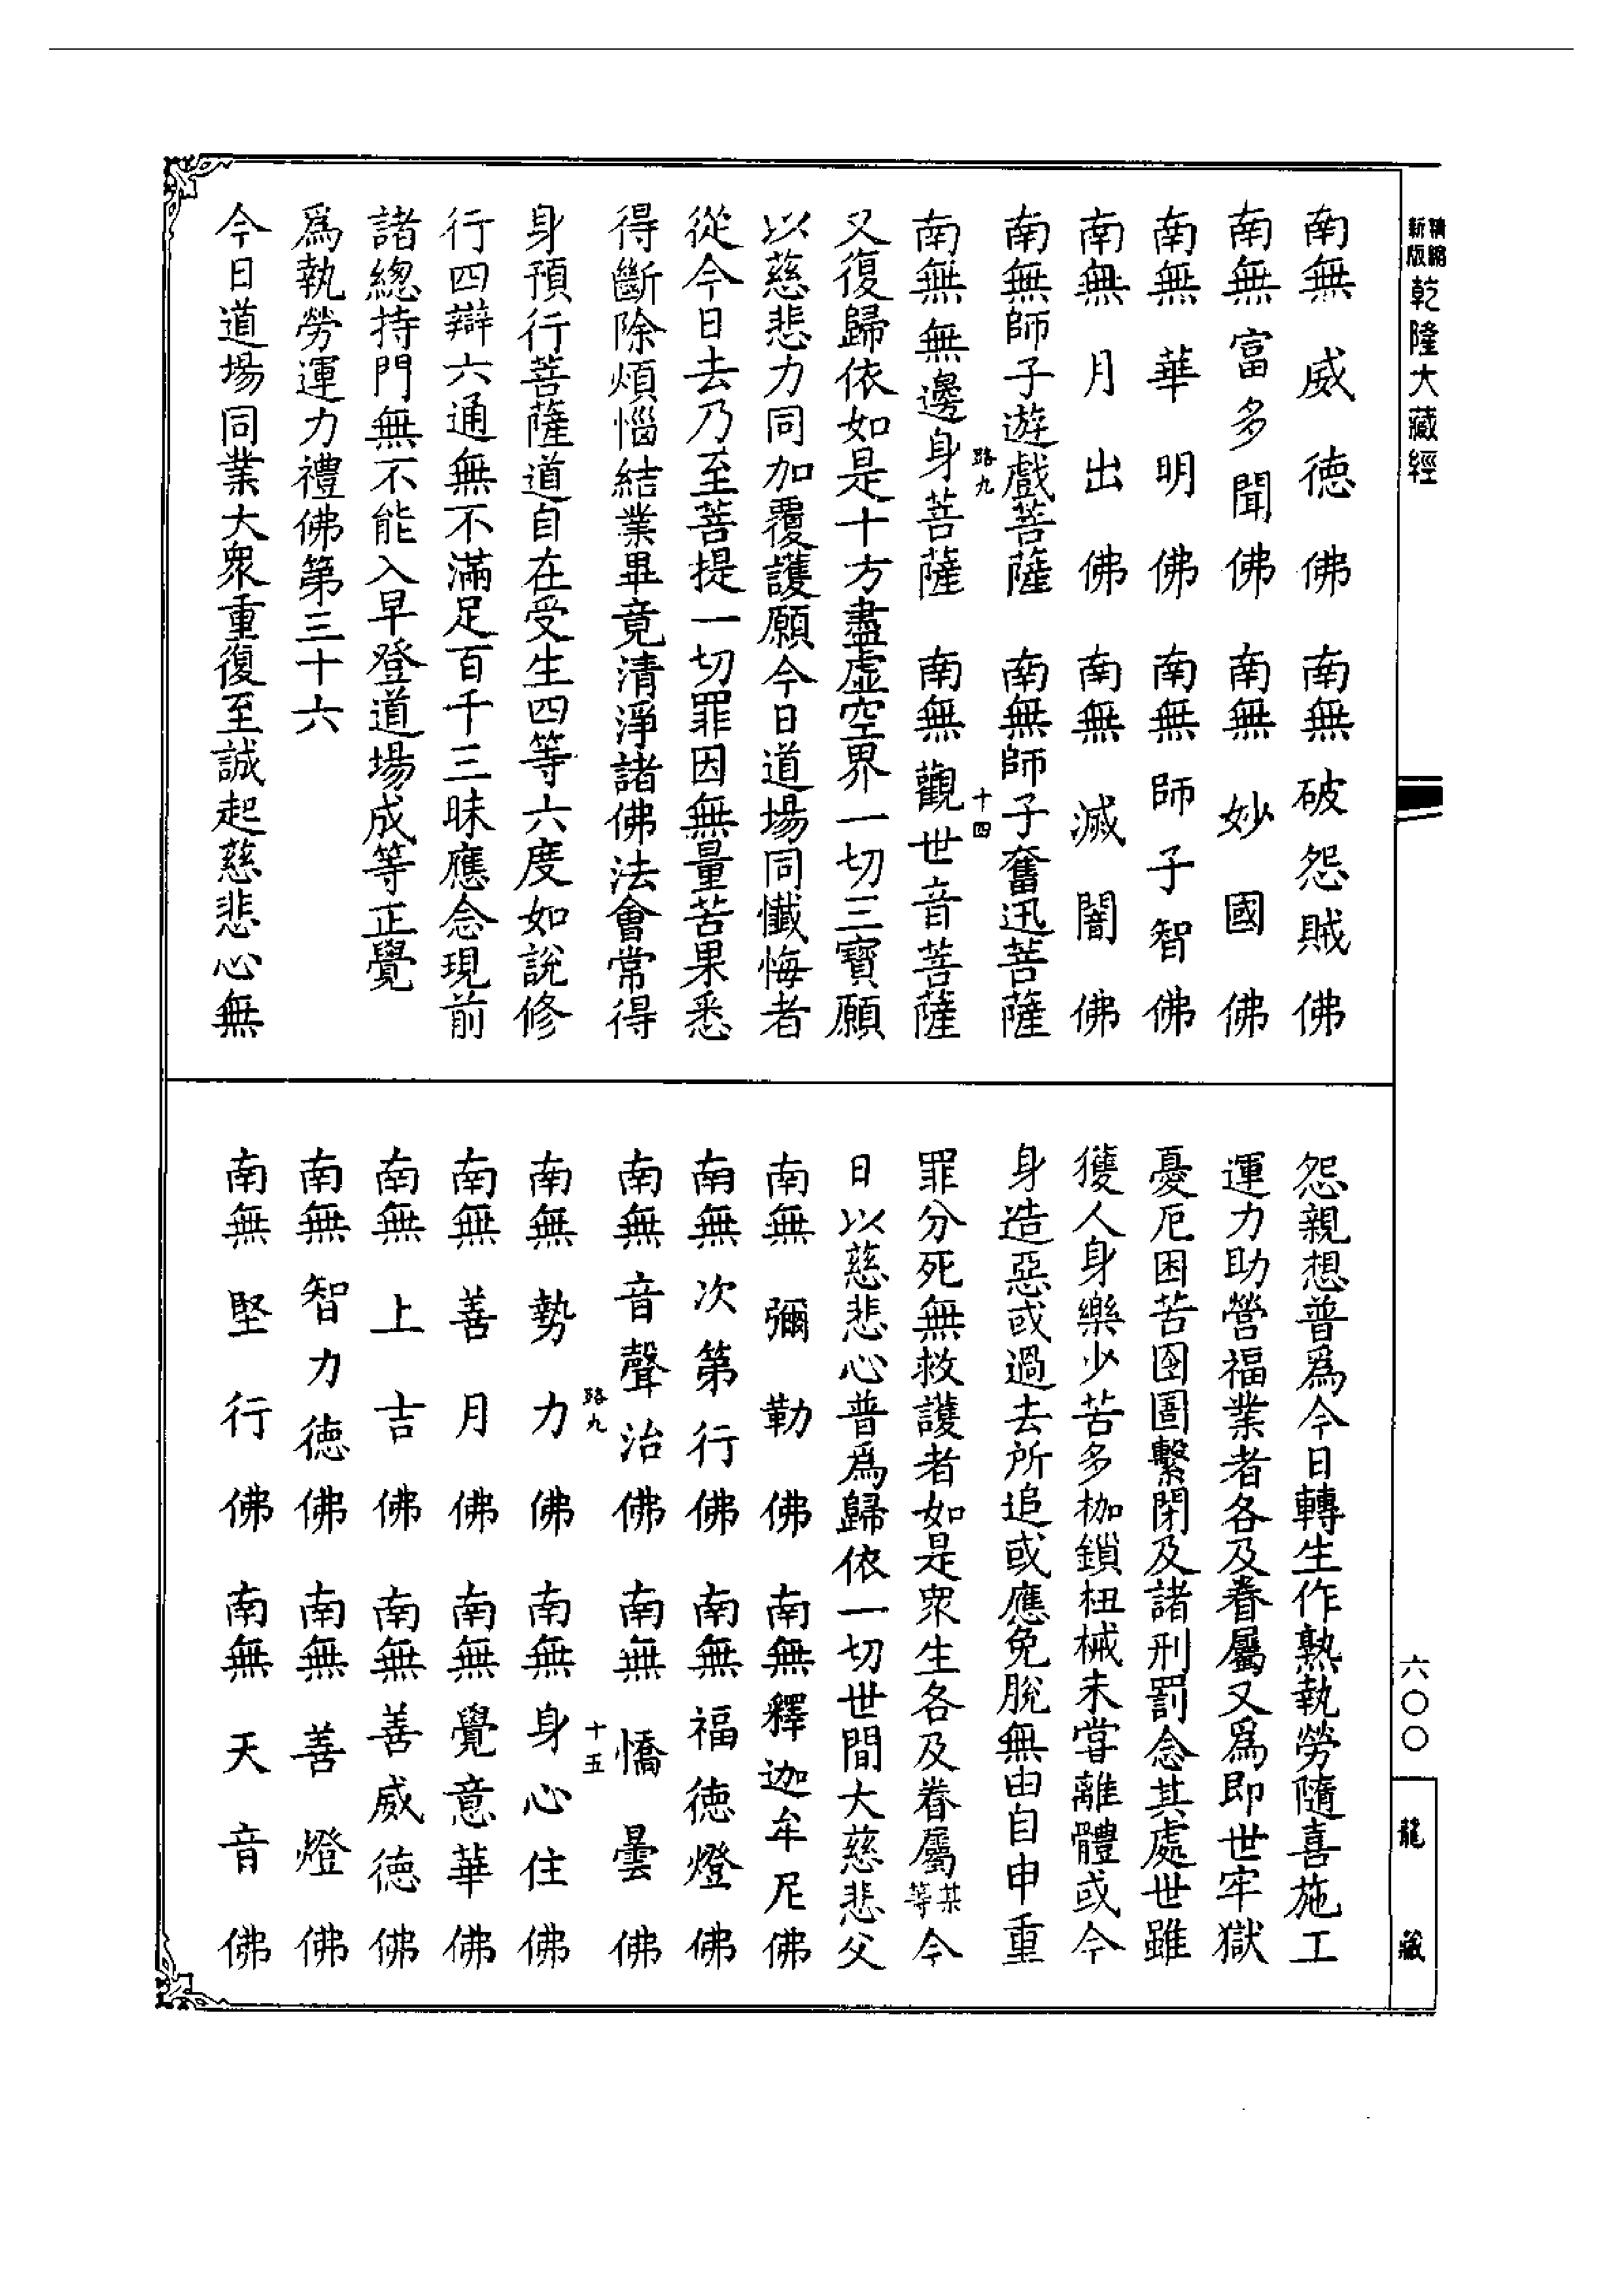 精縮新版乾隆大藏經
南無威德佛 南無破怨賊佛
南無富多聞佛 南無妙國佛
南無華明佛 南無師子智佛
南無月出佛 南無滅闇佛
南無師子遊戲菩薩 南無師子奮迅菩薩
路九 十四
南無無邊身菩薩 南無觀世音菩薩
又復歸依如是十方盡虛空界一切三寶願
以慈悲力同加覆護願今日道場同懺悔者
從今日去乃至菩提一切罪因無量苦果悉
得斷除煩惱結業畢竟清淨諸佛法會常得
身預行菩薩道自在受生四等六度如說修
行四辯六通無不滿足百千三昧應念現前
諸總持門無不能入早登道場成等正覺
爲執勞運力禮佛第三十六
今日道場同業大衆重復至誠起慈悲心無
怨親想普爲今日轉生作熟執勞隨喜施工
運力助營福業者各及眷屬又爲即世牢獄
憂厄困苦囹圄繫閉及諸刑罰念其處世雖
獲人身樂少苦多枷鎖杻械未嘗離體或今
身造惡或過去所追或應免脫無由自申重
罪分死無救護者如是衆生各及眷屬某等今
日以慈悲心普爲歸依一切世間大慈悲父
南無彌勒佛 南無釋迦牟尼佛
南無次第行佛 南無福德燈佛
南無音聲治佛 南無憍曇佛
路九 十五
南無勢力佛 南無身心住佛
南無善月佛 南無覺意華佛
南無上吉佛 南無善威德佛
南無智力德佛 南無善燈佛
南無堅行佛 南無天音佛
六〇〇
龍藏